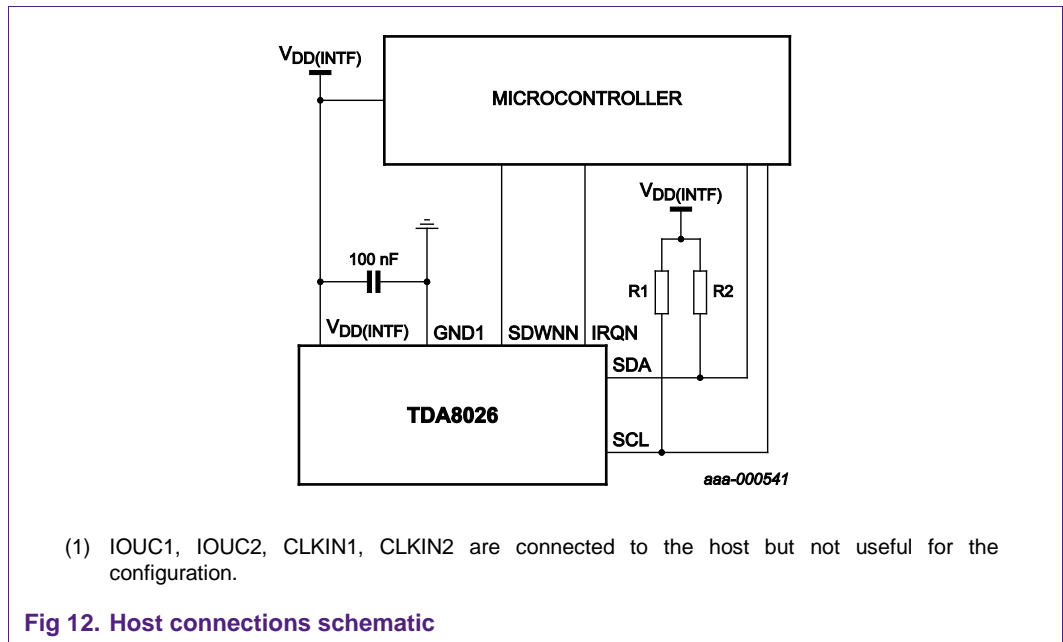 VDD(INTF)
MICROCONTROLLER
VDD(INTF)
100 nF
R1 R2
VDD(INTF) GND1 SDWNN IRQN
SDA
TDA8026
SCL
aaa-000541
(1) IOUC1, IOUC2, CLKIN1, CLKIN2 are connected to the host but not useful for the
configuration.
Fig 12. Host connections schematic